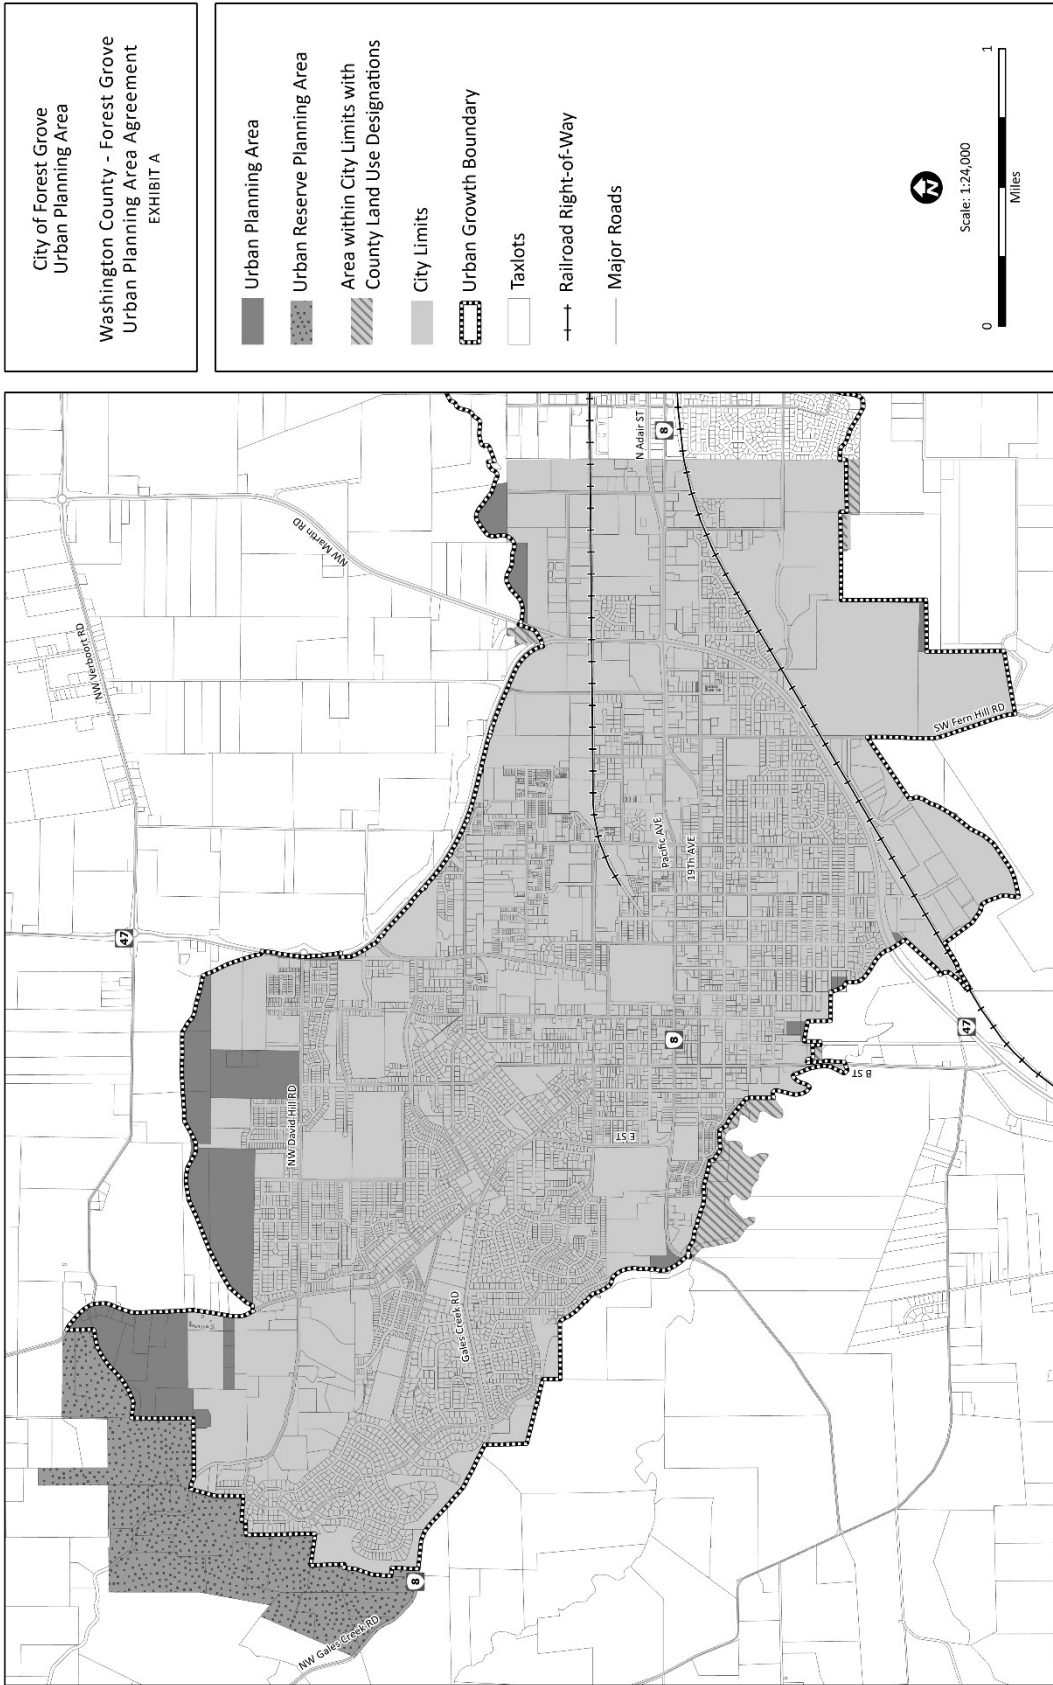 City of Forest Grove
Urban Planning Area
Washington County - Forest Grove
Urban Planning Area Agreement
EXHIBIT A
Urban Planning Area
Urban Reserve Planning Area
Area within City Limits with
County Land Use Designations
City Limits
Urban Growth Boundary
Taxlots
Railroad Right-of-Way
Major Roads
N
Scale: 1:24,000
0
1
Miles
NW Verboort RD
NW Martin RD
47
N Adair ST
8
Pacific AVE
19Th AVE
SW Fern Hill RD
NW David Hill RD
8
E ST
B ST
47
Gales Creek RD
8
NW Gales Creek RD